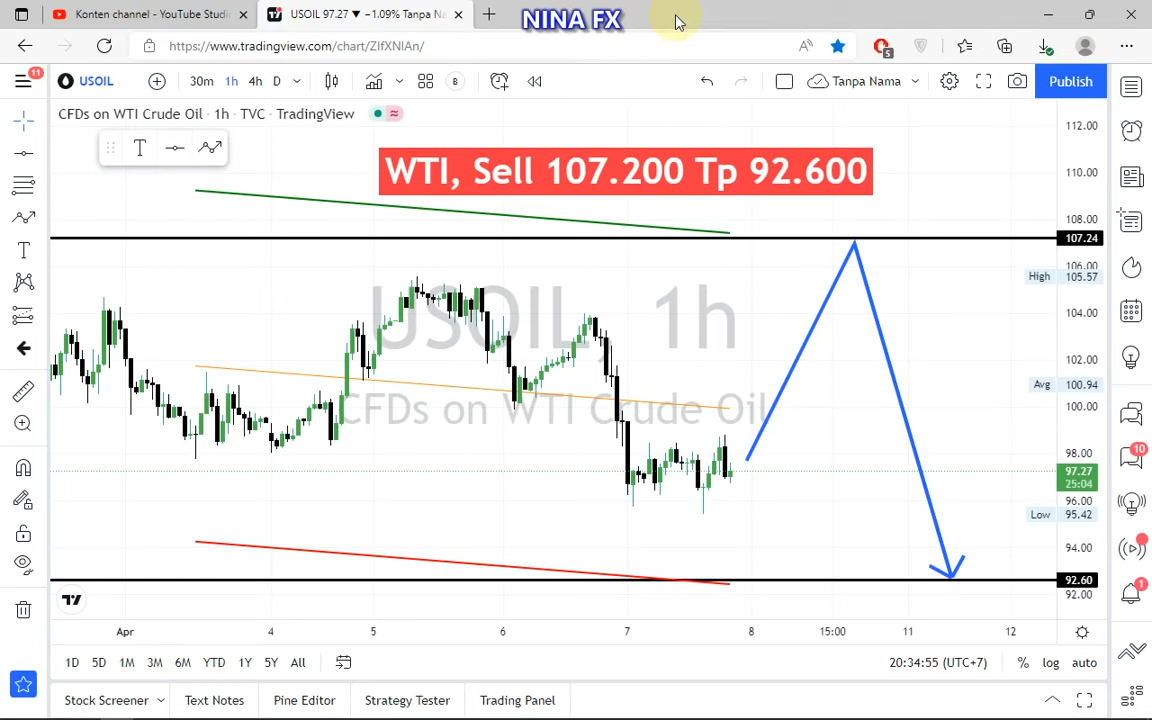 Konten channel - YouTube Studi
USOIL 97.27 ▼ −1.09% Tanpa Na
NINA FX
https://www.tradingview.com/chart/ZIfXNIAn/
5
11
USOIL
30m 1h 4h D
B
Tanpa Nama
Publish
CFDs on WTI Crude Oil · 1h · TVC · TradingView
WTI, Sell 107.200 Tp 92.600
USOIL, 1h
CFDs on WTI Crude Oil
112.00
110.00
108.00
107.24
106.00
High 105.57
104.00
102.00
Avg 100.94
100.00
98.00
97.27
25:04
96.00
Low 95.42
94.00
92.60
92.00
10
1
Apr 4 5 6 7 8 15:00 11 12
1D 5D 1M 3M 6M YTD 1Y 5Y All
20:34:55 (UTC+7) % log auto
Stock Screener Text Notes Pine Editor Strategy Tester Trading Panel